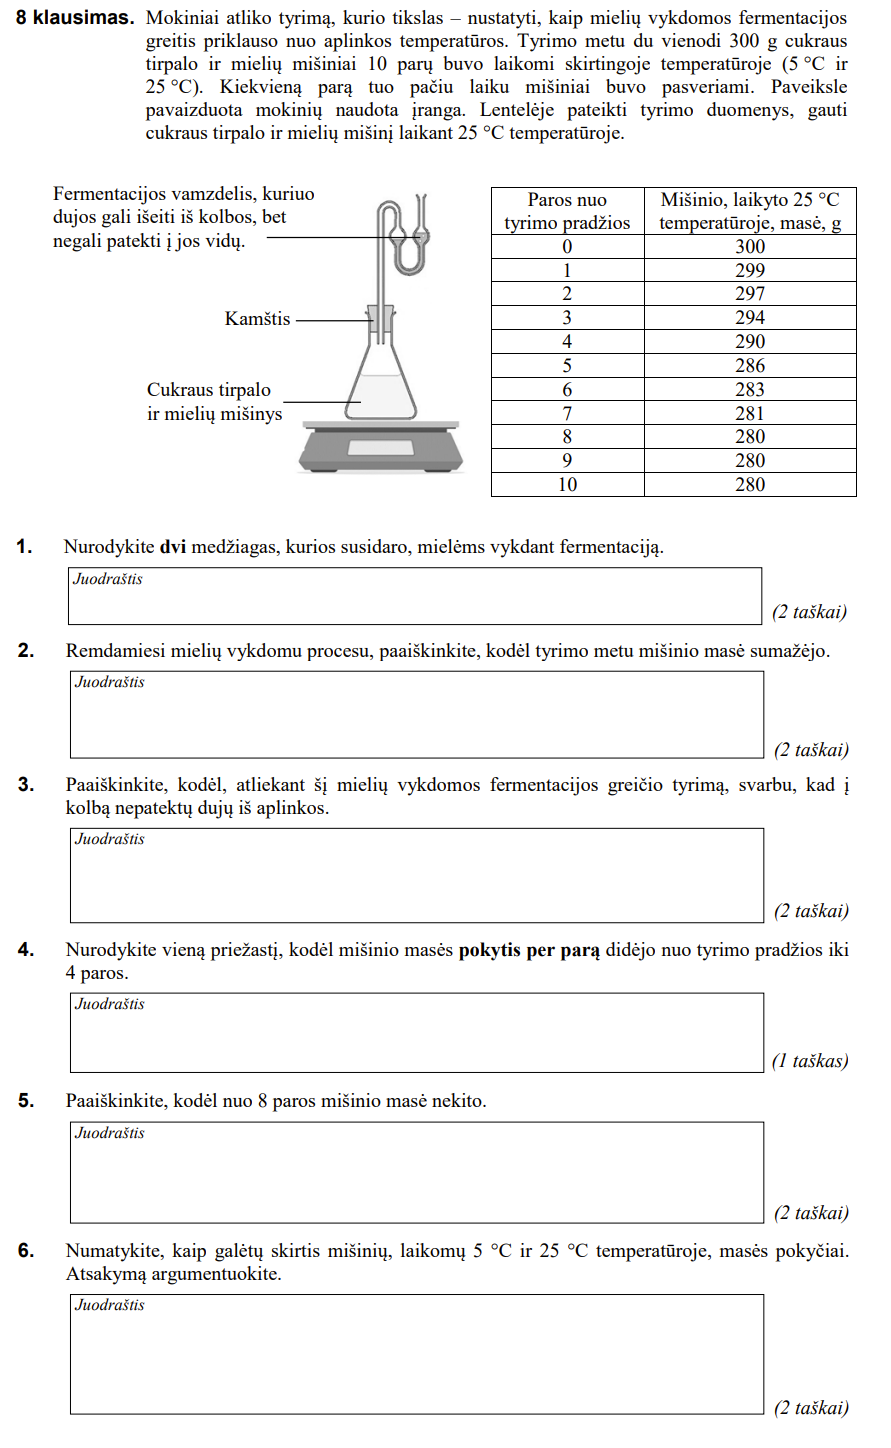 8 klausimas. Mokiniai atliko tyrimą, kurio tikslas – nustatyti, kaip mielių vykdomos fermentacijos
greitis priklauso nuo aplinkos temperatūros. Tyrimo metu du vienodi 300 g cukraus
tirpalo ir mielių mišiniai 10 parų buvo laikomi skirtingoje temperatūroje (5 °C ir
25 °C). Kiekvieną parą tuo pačiu laiku mišiniai buvo pasveriami. Paveiksle
pavaizduota mokinių naudota įranga. Lentelėje pateikti tyrimo duomenys, gauti
cukraus tirpalo ir mielių mišinį laikant 25 °C temperatūroje.
Fermentacijos vamzdelis, kuriuo
dujos gali išeiti iš kolbos, bet
negali patekti į jos vidų.
Kamštis
Cukraus tirpalo
ir mielių mišinys
Paros nuo tyrimo pradžios | Mišinio, laikyto 25 °C temperatūroje, masė, g
0 300
1 299
2 297
3 294
4 290
5 286
6 283
7 281
8 280
9 280
10 280
1. Nurodykite dvi medžiagas, kurios susidaro, mielėms vykdant fermentaciją.
Juodraštis
(2 taškai)
2. Remdamiesi mielių vykdomu procesu, paaiškinkite, kodėl tyrimo metu mišinio masė sumažėjo.
Juodraštis
(2 taškai)
3. Paaiškinkite, kodėl, atliekant šį mielių vykdomos fermentacijos greičio tyrimą, svarbu, kad į
kolbą nepatektų dujų iš aplinkos.
Juodraštis
(2 taškai)
4. Nurodykite vieną priežastį, kodėl mišinio masės pokytis per parą didėjo nuo tyrimo pradžios iki
4 paros.
Juodraštis
(1 taškas)
5. Paaiškinkite, kodėl nuo 8 paros mišinio masė nekito.
Juodraštis
(2 taškai)
6. Numatykite, kaip galėtų skirtis mišinių, laikomų 5 °C ir 25 °C temperatūroje, masės pokyčiai.
Atsakymą argumentuokite.
Juodraštis
(2 taškai)